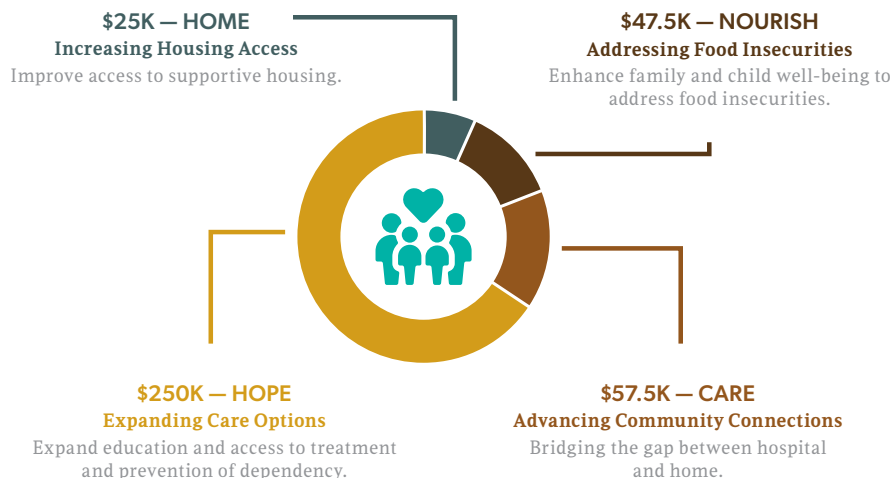 $25K — HOME
Increasing Housing Access
Improve access to supportive housing.
$47.5K — NOURISH
Addressing Food Insecurities
Enhance family and child well-being to
address food insecurities.
$250K — HOPE
Expanding Care Options
Expand education and access to treatment
and prevention of dependency.
$57.5K — CARE
Advancing Community Connections
Bridging the gap between hospital
and home.